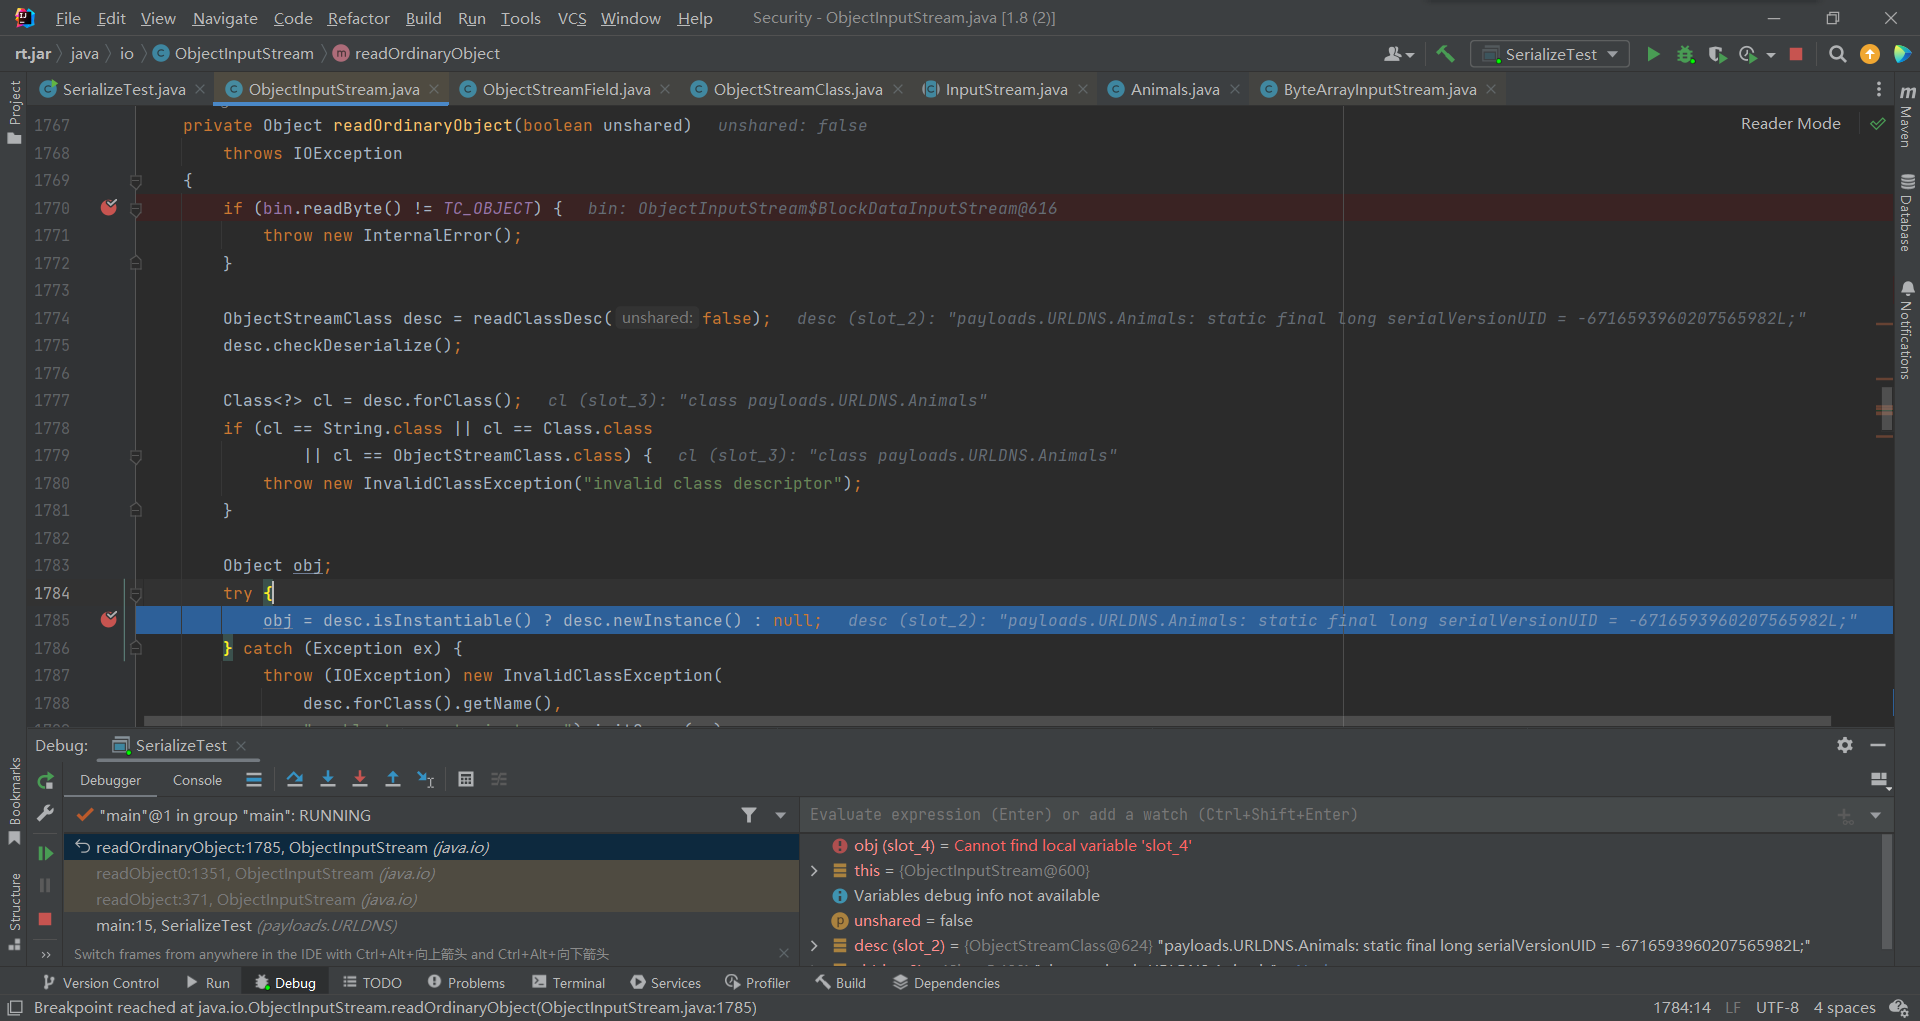 File Edit View Navigate Code Refactor Build Run Tools VCS Window Help Security - ObjectInputStream.java [1.8 (2)]
rt.jar java io ObjectInputStream readOrdinaryObject SerializeTest
SerializeTest.java ObjectInputStream.java ObjectStreamField.java ObjectStreamClass.java InputStream.java Animals.java ByteArrayInputStream.java
Project
Bookmarks
Structure
Maven
Database
Notifications
Reader Mode
1767 private Object readOrdinaryObject(boolean unshared) unshared: false
1768 throws IOException
1769 {
1770 if (bin.readByte() != TC_OBJECT) { bin: ObjectInputStream$BlockDataInputStream@616
1771 throw new InternalError();
1772 }
1773
1774 ObjectStreamClass desc = readClassDesc( unshared: false); desc (slot_2): "payloads.URLDNS.Animals: static final long serialVersionUID = -6716593960207565982L;"
1775 desc.checkDeserialize();
1776
1777 Class<?> cl = desc.forClass(); cl (slot_3): "class payloads.URLDNS.Animals"
1778 if (cl == String.class || cl == Class.class
1779 || cl == ObjectStreamClass.class) { cl (slot_3): "class payloads.URLDNS.Animals"
1780 throw new InvalidClassException("invalid class descriptor");
1781 }
1782
1783 Object obj;
1784 try {
1785 obj = desc.isInstantiable() ? desc.newInstance() : null; desc (slot_2): "payloads.URLDNS.Animals: static final long serialVersionUID = -6716593960207565982L;"
1786 } catch (Exception ex) {
1787 throw (IOException) new InvalidClassException(
1788 desc.forClass().getName(),
Debug: SerializeTest
Debugger Console
"main"@1 in group "main": RUNNING
Evaluate expression (Enter) or add a watch (Ctrl+Shift+Enter)
readOrdinaryObject:1785, ObjectInputStream (java.io)
readObject0:1351, ObjectInputStream (java.io)
readObject:371, ObjectInputStream (java.io)
main:15, SerializeTest (payloads.URLDNS)
Switch frames from anywhere in the IDE with Ctrl+Alt+向上箭头 and Ctrl+Alt+向下箭头
obj (slot_4) = Cannot find local variable 'slot_4'
this = {ObjectInputStream@600}
Variables debug info not available
unshared = false
desc (slot_2) = {ObjectStreamClass@624} "payloads.URLDNS.Animals: static final long serialVersionUID = -6716593960207565982L;"
Version Control Run Debug TODO Problems Terminal Services Profiler Build Dependencies
Breakpoint reached at java.io.ObjectInputStream.readOrdinaryObject(ObjectInputStream.java:1785) 1784:14 LF UTF-8 4 spaces